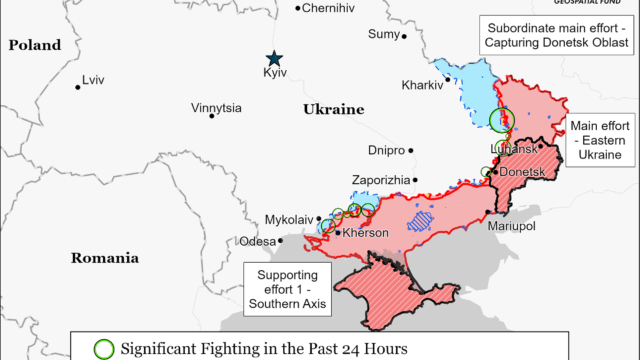 GEOSPATIAL FUND
Chernihiv
Subordinate main effort -
Capturing Donetsk Oblast
Sumy
Poland
Kyiv
Kharkiv
Lviv
Vinnytsia
Ukraine
Main effort
- Eastern
Ukraine
Luhansk
Dnipro
Donetsk
Zaporizhia
Mykolaiv
Mariupol
Kherson
Odesa
Romania
Supporting
effort 1 -
Southern Axis
Significant Fighting in the Past 24 Hours